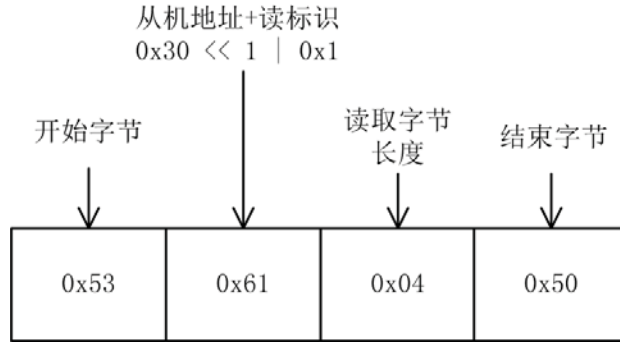 从机地址+读标识
0x30 << 1 | 0x1
开始字节
读取字节
长度
结束字节
0x53
0x61
0x04
0x50